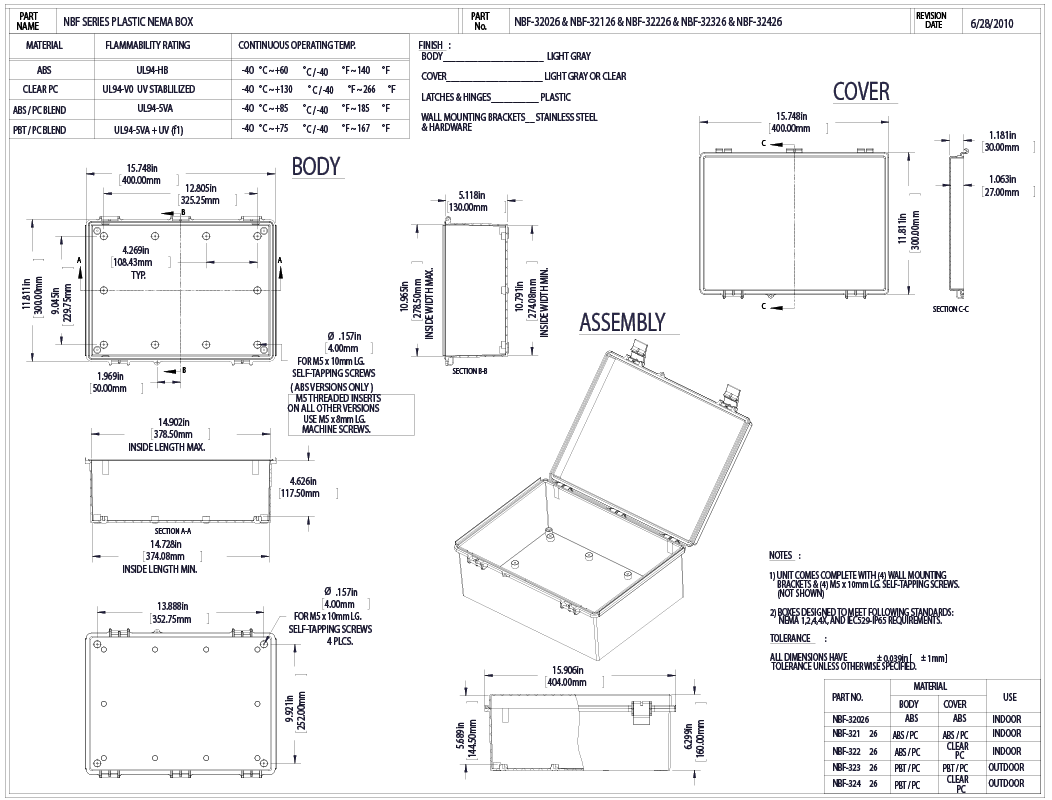 PART NAME
NBF SERIES PLASTIC NEMA BOX
PART No.
NBF-32026 & NBF-32126 & NBF-32226 & NBF-32326 & NBF-32426
REVISION DATE
6/28/2010
MATERIAL FLAMMABILITY RATING CONTINUOUS OPERATING TEMP.
ABS UL94-HB -40 °C ~ +60 °C / -40 °F ~ 140 °F
CLEAR PC UL94-V0 UV STABLILIZED -40 °C ~ +130 °C / -40 °F ~ 266 °F
ABS / PC BLEND UL94-5VA -40 °C ~ +85 °C / -40 °F ~ 185 °F
PBT / PC BLEND UL94-5VA + UV (f1) -40 °C ~ +75 °C / -40 °F ~ 167 °F
FINISH :
BODY____________________ LIGHT GRAY
COVER___________________ LIGHT GRAY OR CLEAR
LATCHES & HINGES__________ PLASTIC
WALL MOUNTING BRACKETS__STAINLESS STEEL
& HARDWARE
COVER
15.748in
[400.00mm]
C
11.811in
[300.00mm]
C
1.181in
[30.00mm]
1.063in
[27.00mm]
SECTION C-C
BODY
15.748in
[400.00mm]
12.805in
[325.25mm]
B
4.269in
[108.43mm]
TYP.
A
A
11.811in
[300.00mm]
9.045in
[229.75mm]
1.969in
[50.00mm]
B
Ø .157in
[4.00mm]
FOR M5 x 10mm LG.
SELF-TAPPING SCREWS
( ABS VERSIONS ONLY )
M5 THREADED INSERTS
ON ALL OTHER VERSIONS
USE M5 x 8mm LG.
MACHINE SCREWS.
5.118in
[130.00mm]
10.965in
[278.50mm]
INSIDE WIDTH MAX.
10.791in
[274.08mm]
INSIDE WIDTH MIN.
SECTION B-B
ASSEMBLY
14.902in
[378.50mm]
INSIDE LENGTH MAX.
4.626in
[117.50mm]
SECTION A-A
14.728in
[374.08mm]
INSIDE LENGTH MIN.
13.888in
[352.75mm]
Ø .157in
[4.00mm]
FOR M5 x 10mm LG.
SELF-TAPPING SCREWS
4 PLCS.
9.921in
[252.00mm]
15.906in
[404.00mm]
5.689in
[144.50mm]
6.299in
[160.00mm]
NOTES :
1) UNIT COMES COMPLETE WITH (4) WALL MOUNTING
BRACKETS & (4) M5 x 10mm LG. SELF-TAPPING SCREWS.
(NOT SHOWN)
2) BOXES DESIGNED TO MEET FOLLOWING STANDARDS:
NEMA 1,2,4,4X, AND IEC529-IP65 REQUIREMENTS.
TOLERANCE :
ALL DIMENSIONS HAVE ± 0.039in [ ± 1mm]
TOLERANCE UNLESS OTHERWISE SPECIFIED.
PART NO. MATERIAL USE
BODY COVER
NBF-32026 ABS ABS INDOOR
NBF-321 26 ABS / PC ABS / PC INDOOR
NBF-322 26 ABS / PC CLEAR PC INDOOR
NBF-323 26 PBT / PC PBT / PC OUTDOOR
NBF-324 26 PBT / PC CLEAR PC OUTDOOR